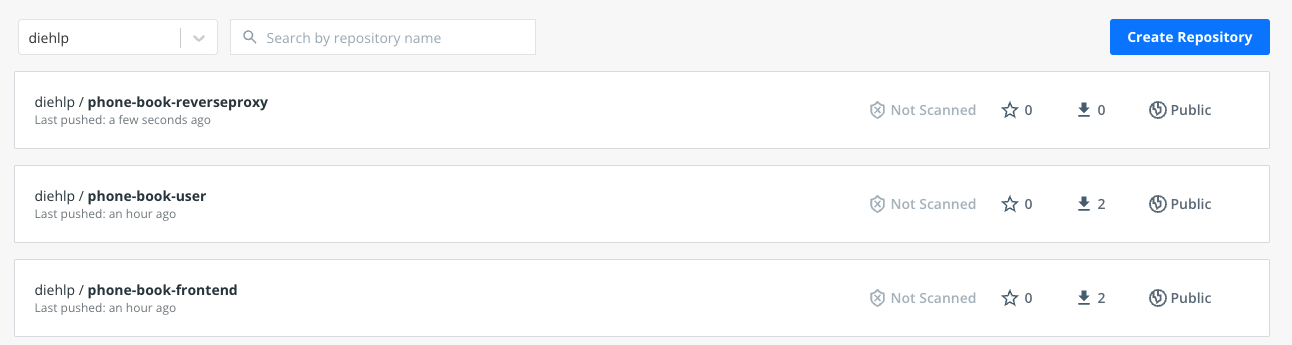 diehlp
Search by repository name
Create Repository
diehlp / phone-book-reverseproxy
Last pushed: a few seconds ago
Not Scanned
0
0
Public
diehlp / phone-book-user
Last pushed: an hour ago
Not Scanned
0
2
Public
diehlp / phone-book-frontend
Last pushed: an hour ago
Not Scanned
0
2
Public